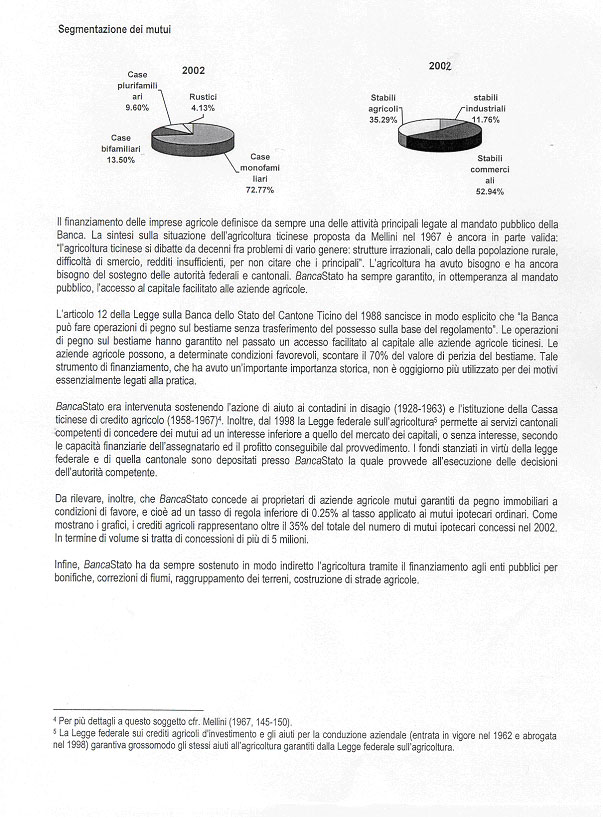 Segmentazione dei mutui
2002
Case
plurifamili
ari
9.60%
Rustici
4.13%
Case
bifamiliari
13.50%
Case
monofami
liari
72.77%
2002
Stabili
agricoli
35.29%
stabili
industriali
11.76%
Stabili
commerci
ali
52.94%
Il finanziamento delle imprese agricole definisce da sempre una delle attività principali legate al mandato pubblico della
Banca. La sintesi sulla situazione dell'agricoltura ticinese proposta da Mellini nel 1967 è ancora in parte valida:
"l'agricoltura ticinese si dibatte da decenni fra problemi di vario genere: strutture irrazionali, calo della popolazione rurale,
difficoltà di smercio, redditi insufficienti, per non citare che i principali". L'agricoltura ha avuto bisogno e ha ancora
bisogno del sostegno delle autorità federali e cantonali. BancaStato ha sempre garantito, in ottemperanza al mandato
pubblico, l'accesso al capitale facilitato alle aziende agricole.
L'articolo 12 della Legge sulla Banca dello Stato del Cantone Ticino del 1988 sancisce in modo esplicito che "la Banca
può fare operazioni di pegno sul bestiame senza trasferimento del possesso sulla base del regolamento". Le operazioni
di pegno sul bestiame hanno garantito nel passato un accesso facilitato al capitale alle aziende agricole ticinesi. Le
aziende agricole possono, a determinate condizioni favorevoli, scontare il 70% del valore di perizia del bestiame. Tale
strumento di finanziamento, che ha avuto un'importante importanza storica, non è oggigiorno più utilizzato per dei motivi
essenzialmente legati alla pratica.
BancaStato era intervenuta sostenendo l'azione di aiuto ai contadini in disagio (1928-1963) e l'istituzione della Cassa
ticinese di credito agricolo (1958-1967)⁴. Inoltre, dal 1998 la Legge federale sull'agricoltura⁵ permette ai servizi cantonali
competenti di concedere dei mutui ad un interesse inferiore a quello del mercato dei capitali, o senza interesse, secondo
le capacità finanziarie dell'assegnatario ed il profitto conseguibile dal provvedimento. I fondi stanziati in virtù della legge
federale e di quella cantonale sono depositati presso BancaStato la quale provvede all'esecuzione delle decisioni
dell'autorità competente.
Da rilevare, inoltre, che BancaStato concede ai proprietari di aziende agricole mutui garantiti da pegno immobiliari a
condizioni di favore, e cioè ad un tasso di regola inferiore di 0.25% al tasso applicato ai mutui ipotecari ordinari. Come
mostrano i grafici, i crediti agricoli rappresentano oltre il 35% del totale del numero di mutui ipotecari concessi nel 2002.
In termine di volume si tratta di concessioni di più di 5 milioni.
Infine, BancaStato ha da sempre sostenuto in modo indiretto l'agricoltura tramite il finanziamento agli enti pubblici per
bonifiche, correzioni di fiumi, raggruppamento dei terreni, costruzione di strade agricole.
⁴ Per più dettagli a questo soggetto cfr. Mellini (1967, 145-150).
⁵ La Legge federale sui crediti agricoli d'investimento e gli aiuti per la conduzione aziendale (entrata in vigore nel 1962 e abrogata
nel 1998) garantiva grossomodo gli stessi aiuti all'agricoltura garantiti dalla Legge federale sull'agricoltura.